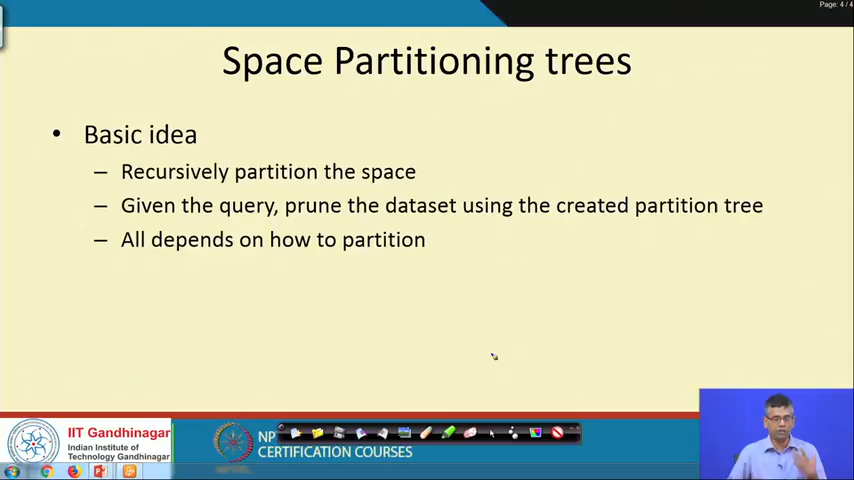 Page: 4 / 4
Space Partitioning trees
• Basic idea
– Recursively partition the space
– Given the query, prune the dataset using the created partition tree
– All depends on how to partition
IIT Gandhinagar
Indian Institute of
Technology Gandhinagar
NP
CERTIFICATION COURSES